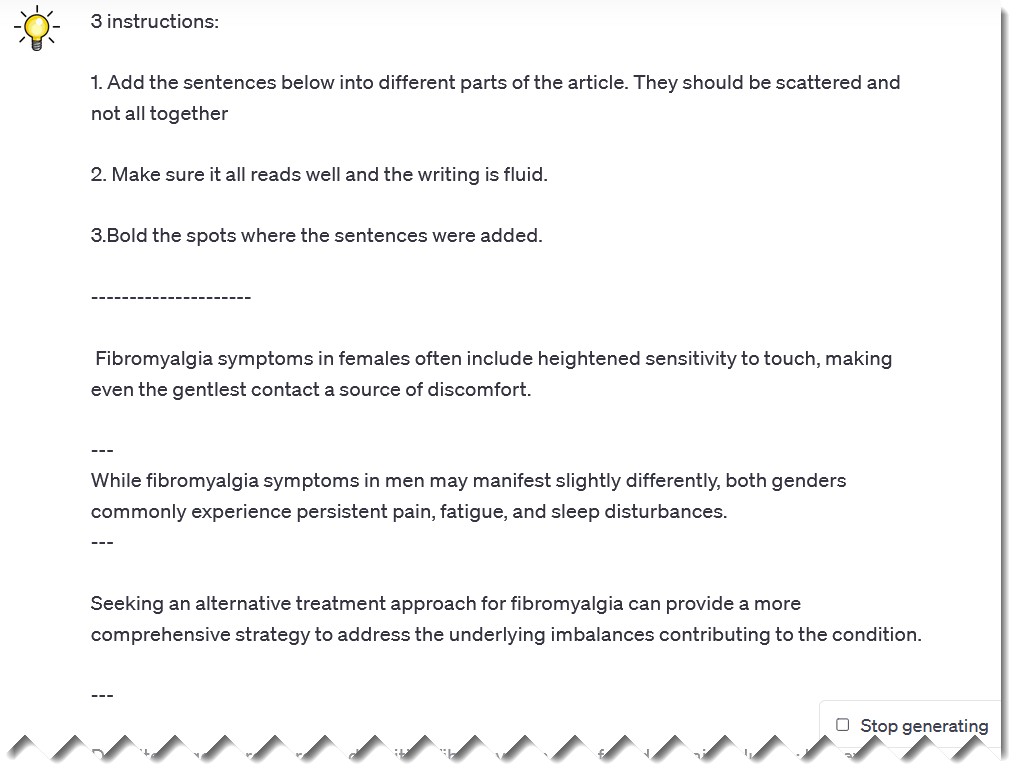 3 instructions:
1. Add the sentences below into different parts of the article. They should be scattered and
not all together
2. Make sure it all reads well and the writing is fluid.
3.Bold the spots where the sentences were added.
----------------------
Fibromyalgia symptoms in females often include heightened sensitivity to touch, making
even the gentlest contact a source of discomfort.
---
While fibromyalgia symptoms in men may manifest slightly differently, both genders
commonly experience persistent pain, fatigue, and sleep disturbances.
---
Seeking an alternative treatment approach for fibromyalgia can provide a more
comprehensive strategy to address the underlying imbalances contributing to the condition.
---
Stop generating